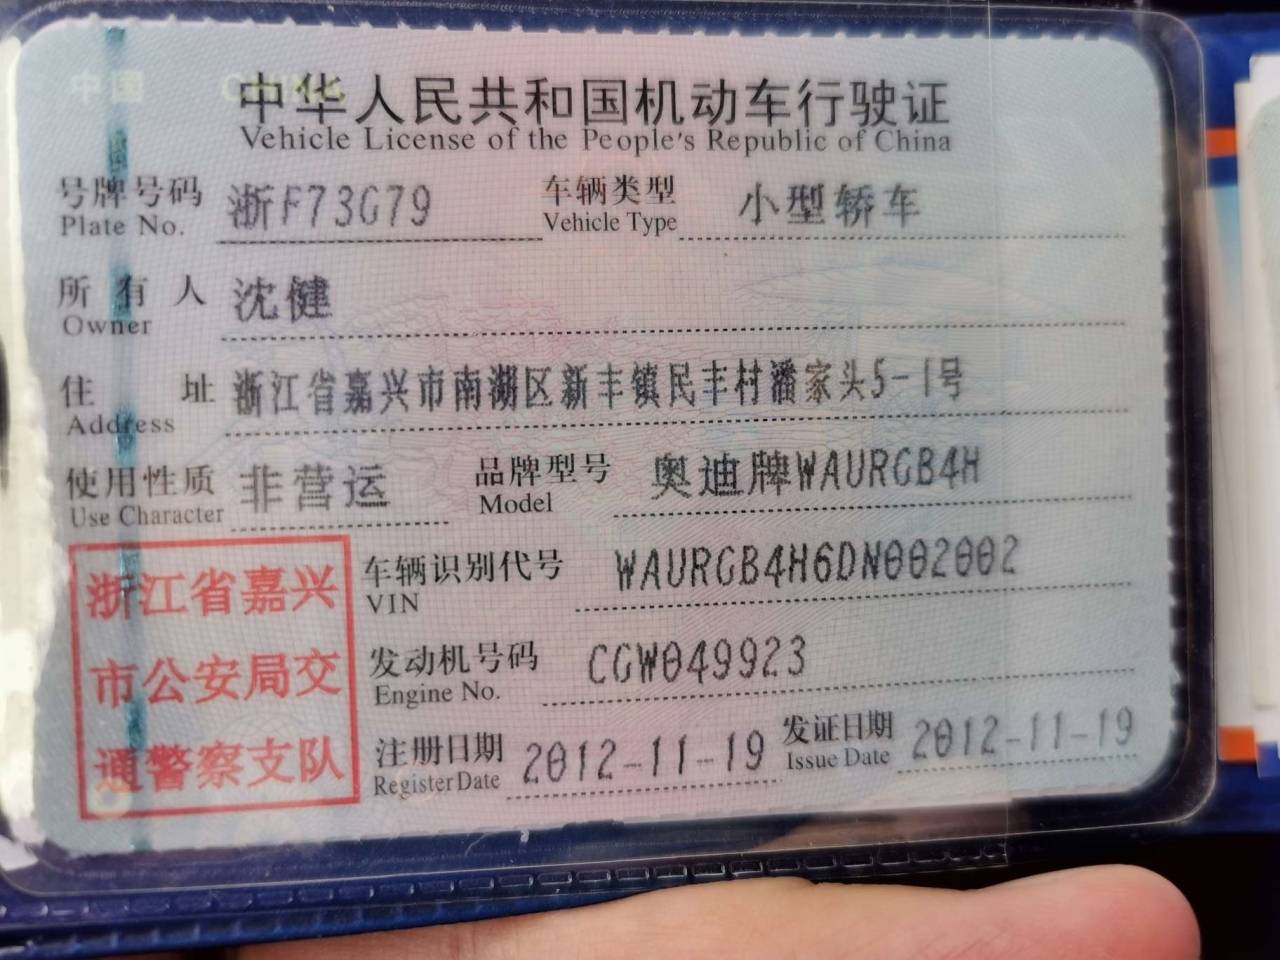 中国 CHINA
中华人民共和国机动车行驶证
Vehicle License of the People's Republic of China
号牌号码 浙F73G79 车辆类型 小型轿车
Plate No. Vehicle Type
所有人 沈健
Owner
住址 浙江省嘉兴市南湖区新丰镇民丰村潘家头5-1号
Address
使用性质 非营运 品牌型号 奥迪牌WAURGB4H
Use Character Model
浙江省嘉兴
市公安局交
通警察支队
车辆识别代号 WAURGB4H6DN002002
VIN
发动机号码 CGW049923
Engine No.
注册日期 2012-11-19 发证日期 2012-11-19
Register Date Issue Date